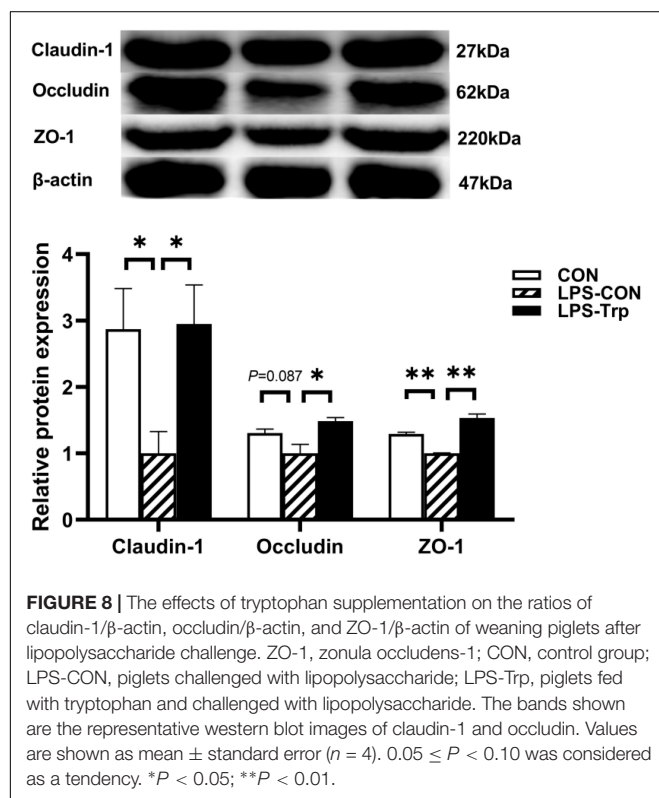 Claudin-1 27kDa
Occludin 62kDa
ZO-1 220kDa
β-actin 47kDa
Relative protein expression
4
3
2
1
0
* *
P=0.087 *
** **
CON
LPS-CON
LPS-Trp
Claudin-1 Occludin ZO-1
FIGURE 8 | The effects of tryptophan supplementation on the ratios of
claudin-1/β-actin, occludin/β-actin, and ZO-1/β-actin of weaning piglets after
lipopolysaccharide challenge. ZO-1, zonula occludens-1; CON, control group;
LPS-CON, piglets challenged with lipopolysaccharide; LPS-Trp, piglets fed
with tryptophan and challenged with lipopolysaccharide. The bands shown
are the representative western blot images of claudin-1 and occludin. Values
are shown as mean ± standard error (n = 4). 0.05 ≤ P < 0.10 was considered
as a tendency. *P < 0.05; **P < 0.01.